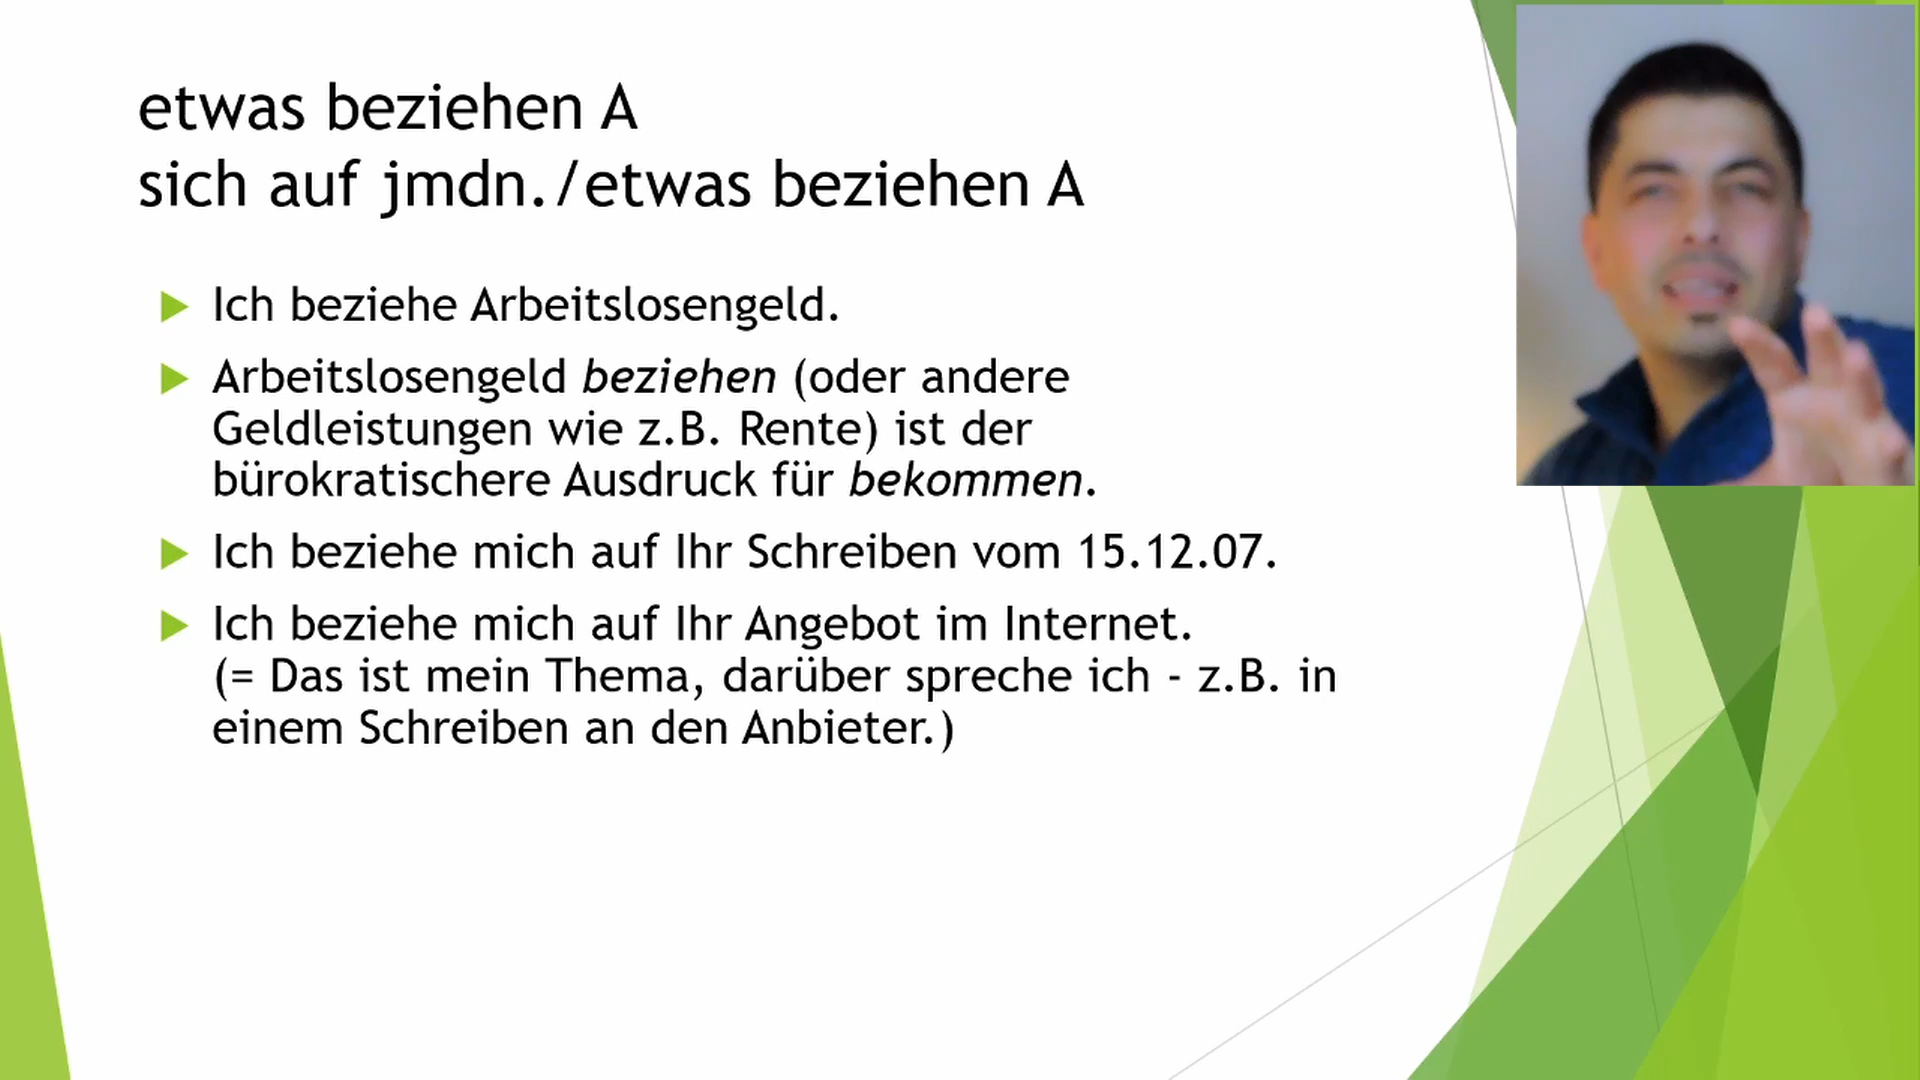 etwas beziehen A
sich auf jmdn./etwas beziehen A
Ich beziehe Arbeitslosengeld.
Arbeitslosengeld beziehen (oder andere
Geldleistungen wie z.B. Rente) ist der
bürokratischere Ausdruck für bekommen.
Ich beziehe mich auf Ihr Schreiben vom 15.12.07.
Ich beziehe mich auf Ihr Angebot im Internet.
(= Das ist mein Thema, darüber spreche ich - z.B. in
einem Schreiben an den Anbieter.)